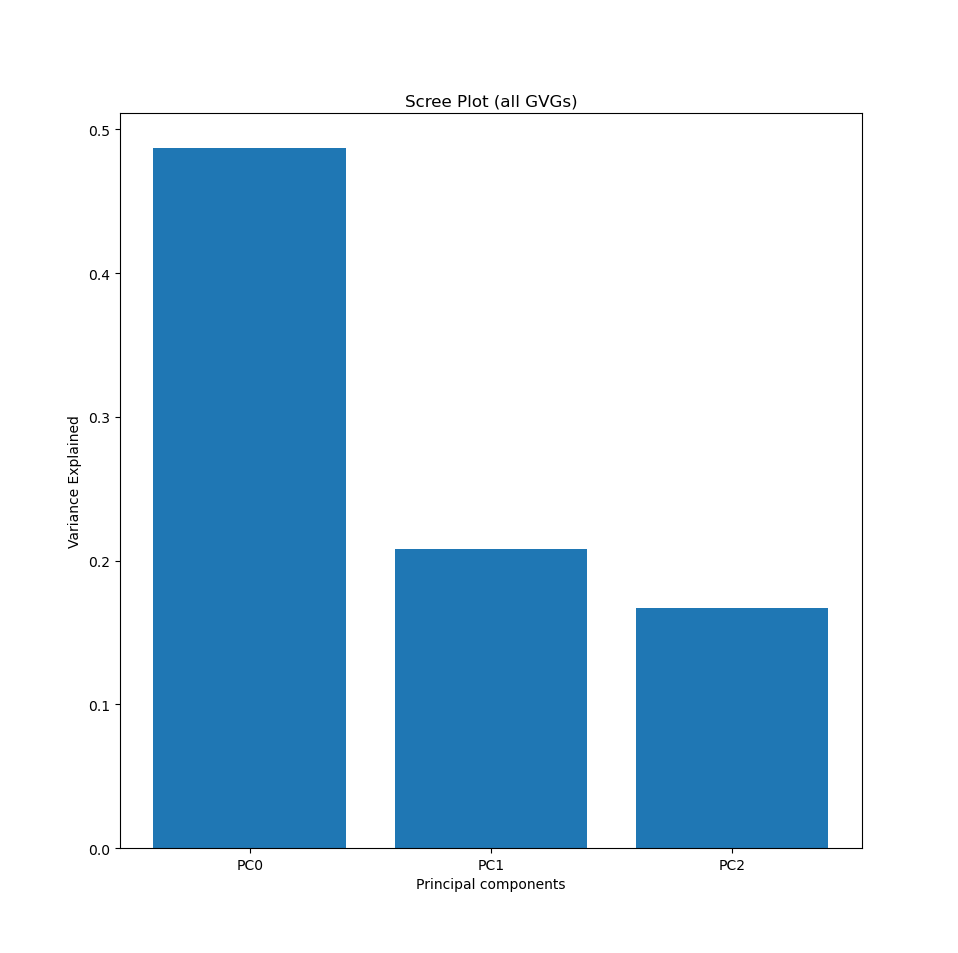 Scree Plot (all GVGs)
0.5
0.4
0.3
0.2
0.1
0.0
Variance Explained
PC0 PC1 PC2
Principal components